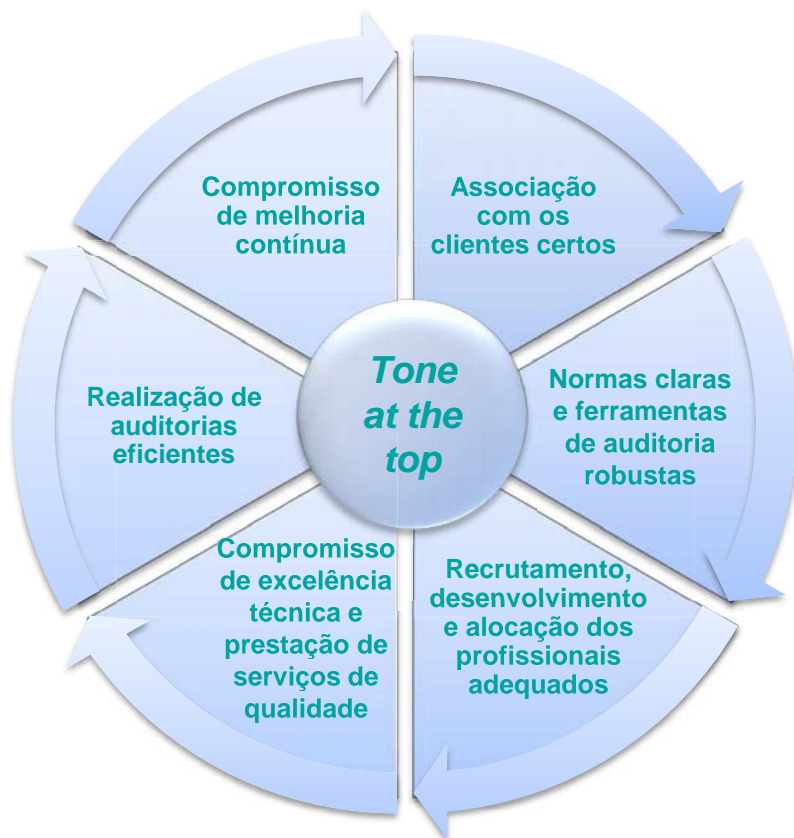 Compromisso
de melhoria
contínua
Associação
com os
clientes certos
Tone
at the
top
Normas claras
e ferramentas
de auditoria
robustas
Realização de
auditorias
eficientes
Compromisso
de excelência
técnica e
prestação de
serviços de
qualidade
Recrutamento,
desenvolvimento
e alocação dos
profissionais
adequados